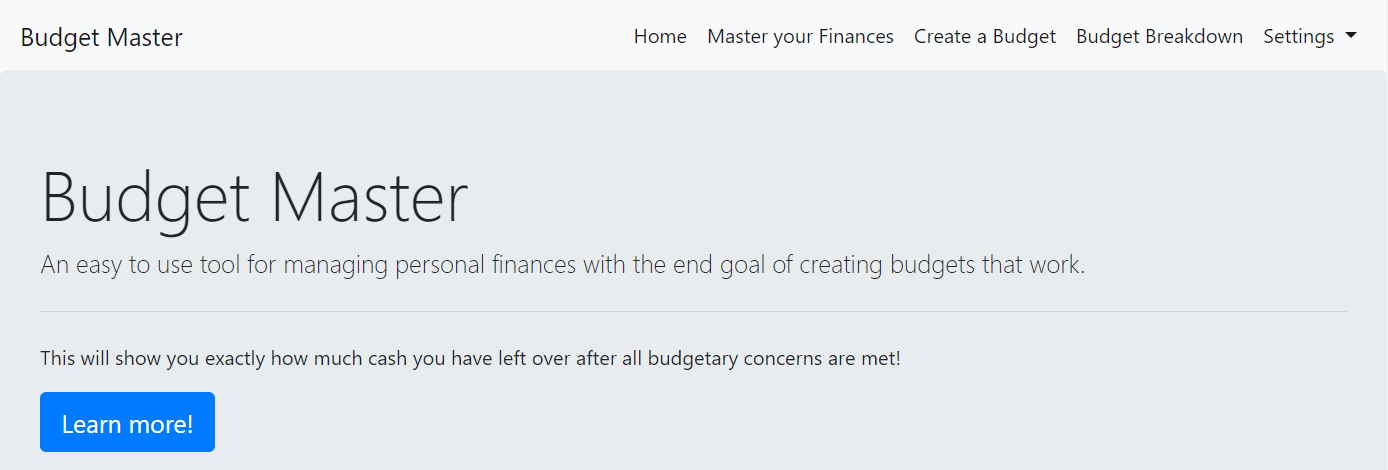 Budget Master
Home Master your Finances Create a Budget Budget Breakdown Settings
Budget Master
An easy to use tool for managing personal finances with the end goal of creating budgets that work.
This will show you exactly how much cash you have left over after all budgetary concerns are met!
Learn more!